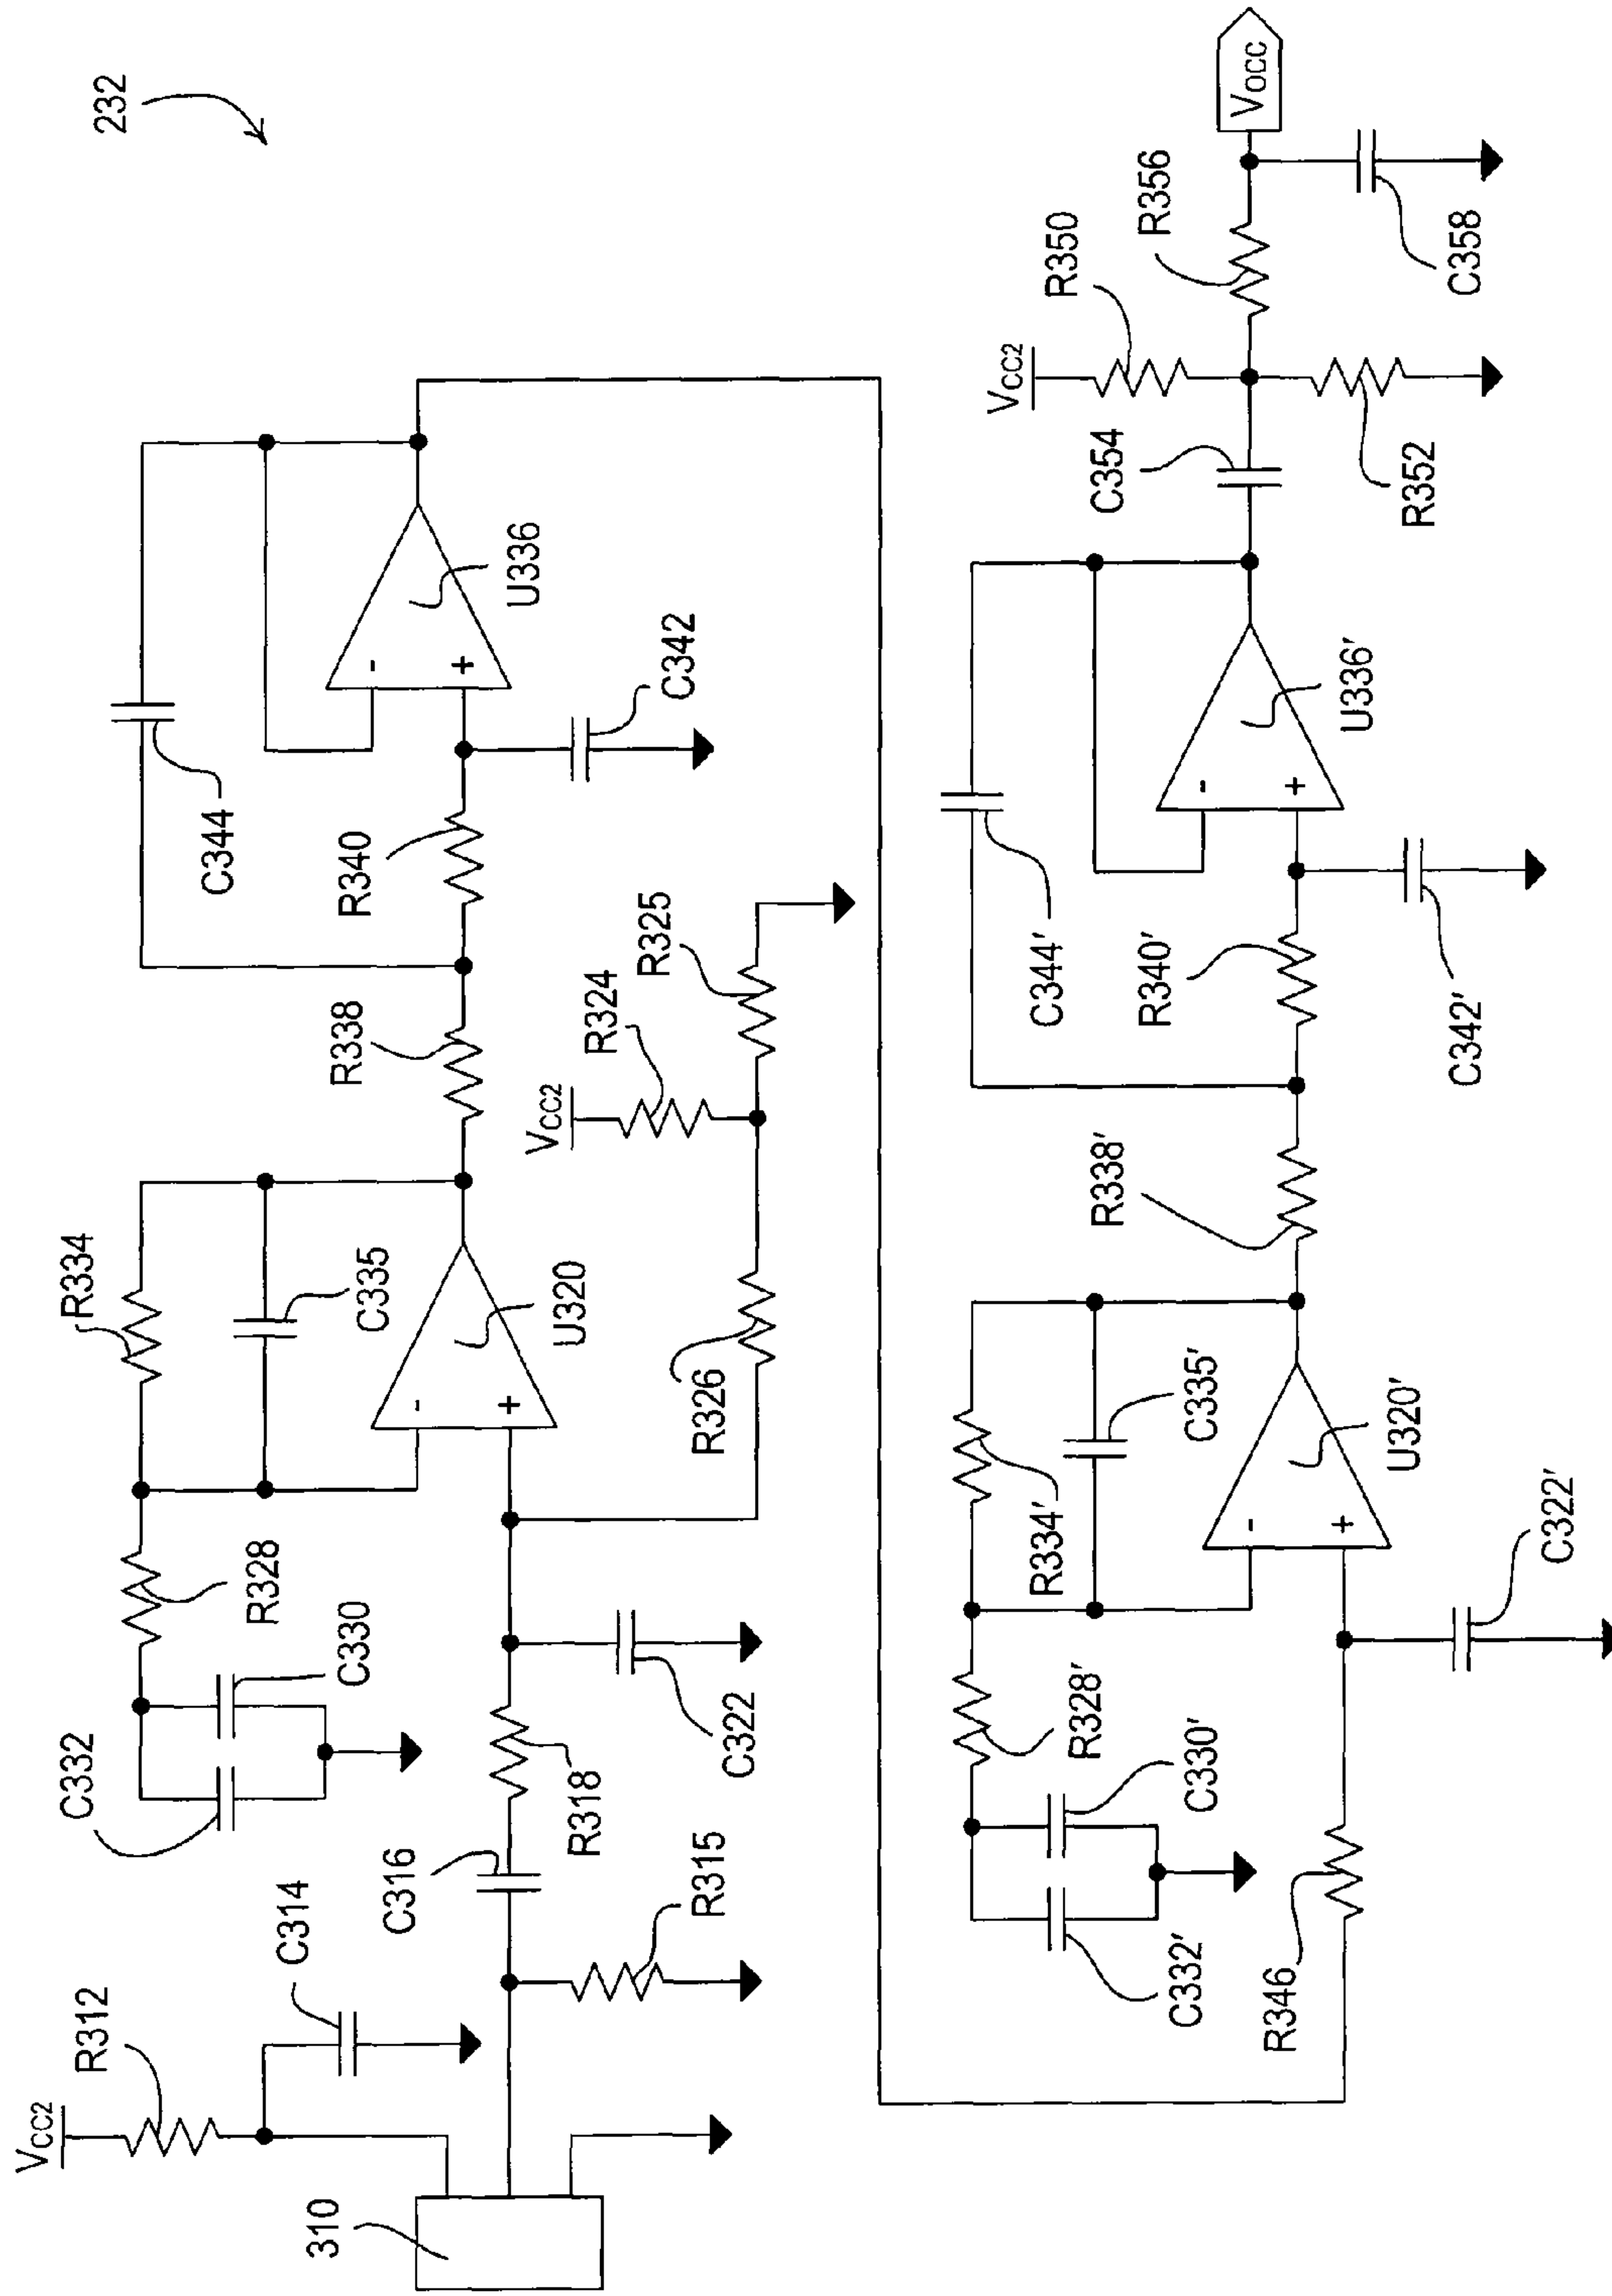 232
VCC2
R312
C314
310
C316
R315
R318
C322
C332
C330
R328
R334
C335
U320
R326
VCC2
R324
R325
R338
R340
C344
U336
C342
R346
C322'
C332'
C330'
R328'
R334'
C335'
U320'
R338'
R340'
C344'
U336'
C342'
C354
VCC2
R350
R352
R356
C358
VOCC
-
+
-
+
-
+
-
+